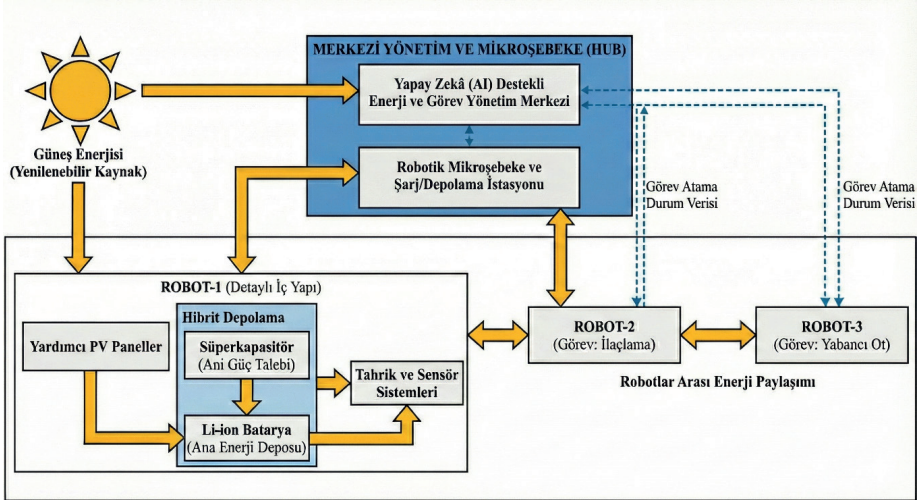 MERKEZİ YÖNETİM VE MİKROŞEBEKE (HUB)
Yapay Zekâ (AI) Destekli
Enerji ve Görev Yönetim Merkezi
Güneş Enerjisi
(Yenilenebilir Kaynak)
Robotik Mikroşebeke ve
Şarj/Depolama İstasyonu
Görev Atama
Durum Verisi
Görev Atama
Durum Verisi
ROBOT-1 (Detaylı İç Yapı)
Yardımcı PV Paneller
Hibrit Depolama
Süperkapasitör
(Ani Güç Talebi)
Li-ion Batarya
(Ana Enerji Deposu)
Tahrik ve Sensör
Sistemleri
ROBOT-2
(Görev: İlaçlama)
ROBOT-3
(Görev: Yabancı Ot)
Robotlar Arası Enerji Paylaşımı